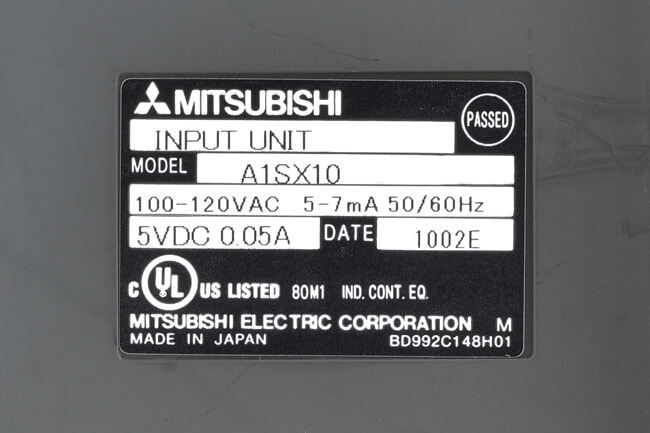 MITSUBISHI
PASSED
INPUT UNIT
MODEL A1SX10
100-120VAC 5-7mA 50/60Hz
5VDC 0.05A DATE 1002E
C UL US LISTED 80M1 IND. CONT. EQ.
MITSUBISHI ELECTRIC CORPORATION M
MADE IN JAPAN BD992C148H01